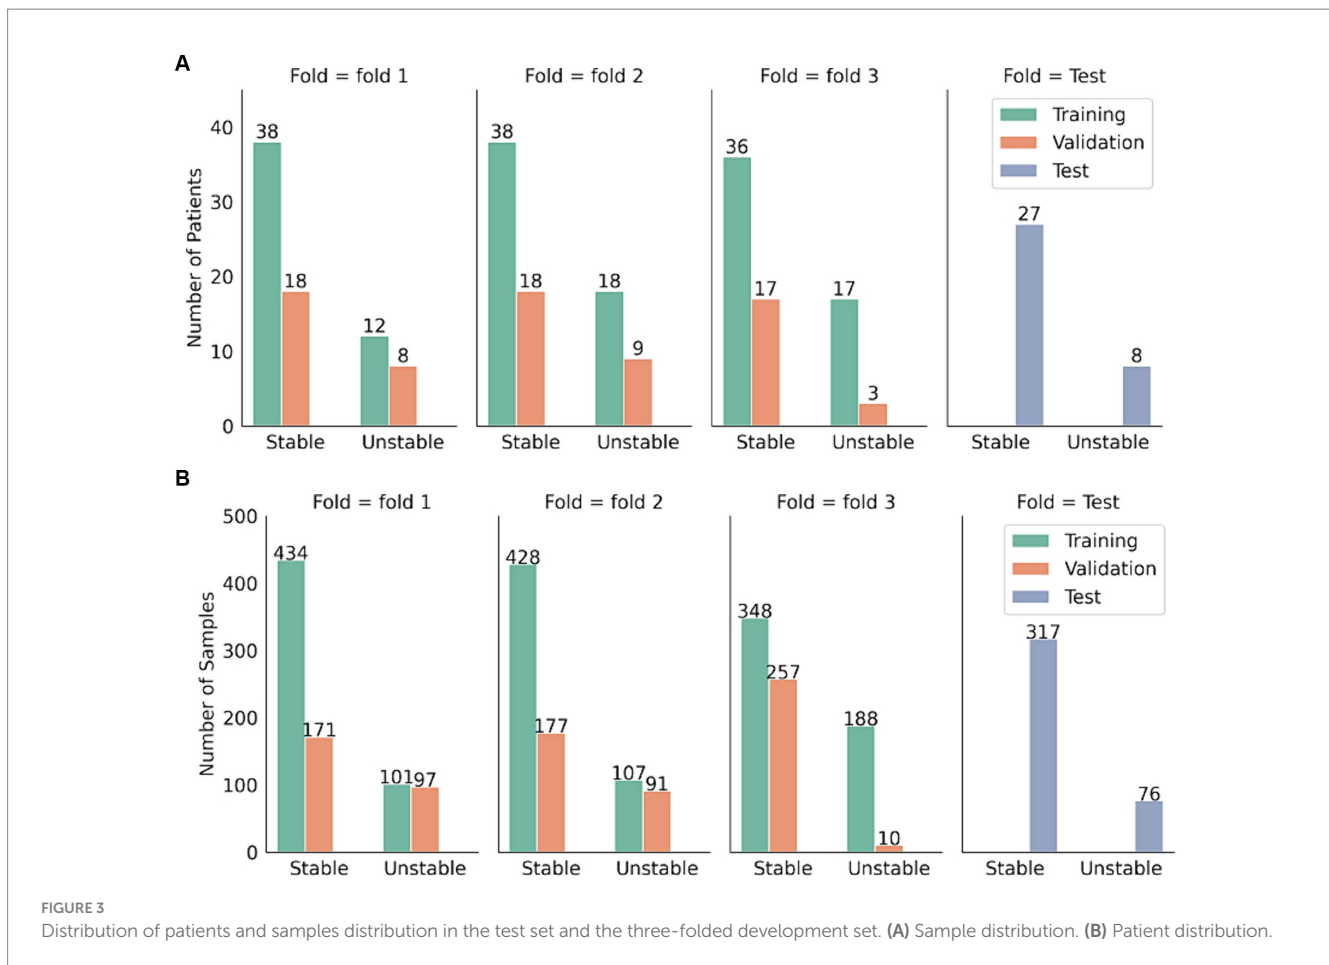 A
Fold = fold 1
Fold = fold 2
Fold = fold 3
Fold = Test
Training
Validation
Test
Number of Patients
40
30
20
10
0
38
18
12
8
38
18
18
9
36
17
17
3
27
8
Stable Unstable
Stable Unstable
Stable Unstable
Stable Unstable
B
Fold = fold 1
Fold = fold 2
Fold = fold 3
Fold = Test
Training
Validation
Test
Number of Samples
500
400
300
200
100
0
434
171
101
97
428
177
107
91
348
257
188
10
317
76
Stable Unstable
Stable Unstable
Stable Unstable
Stable Unstable
FIGURE 3
Distribution of patients and samples distribution in the test set and the three-folded development set. (A) Sample distribution. (B) Patient distribution.